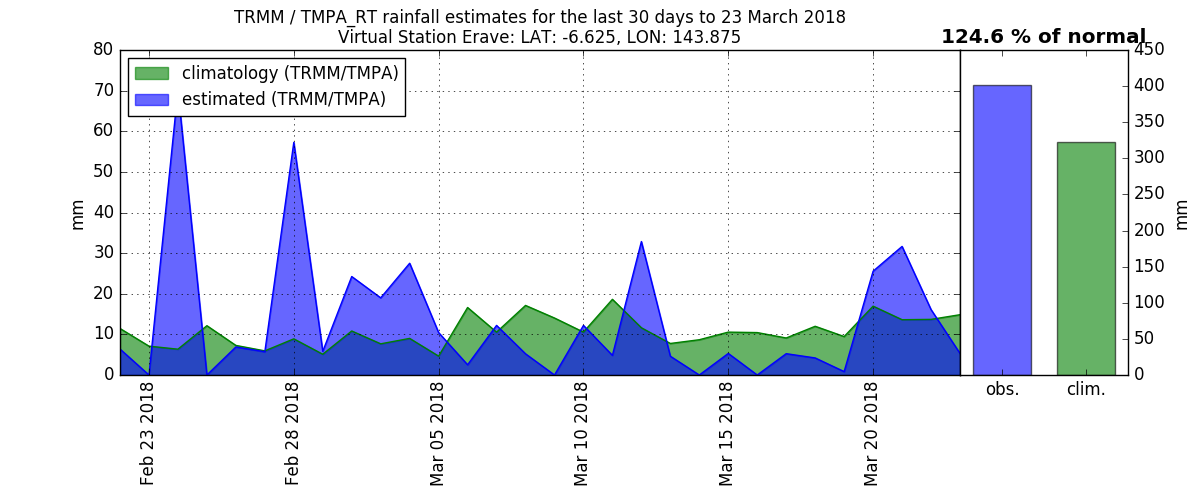 TRMM / TMPA_RT rainfall estimates for the last 30 days to 23 March 2018
Virtual Station Erave: LAT: -6.625, LON: 143.875
124.6 % of normal
climatology (TRMM/TMPA)
estimated (TRMM/TMPA)
mm
80
70
60
50
40
30
20
10
0
Feb 23 2018
Feb 28 2018
Mar 05 2018
Mar 10 2018
Mar 15 2018
Mar 20 2018
obs.
clim.
450
400
350
300
250
200
150
100
50
0
mm